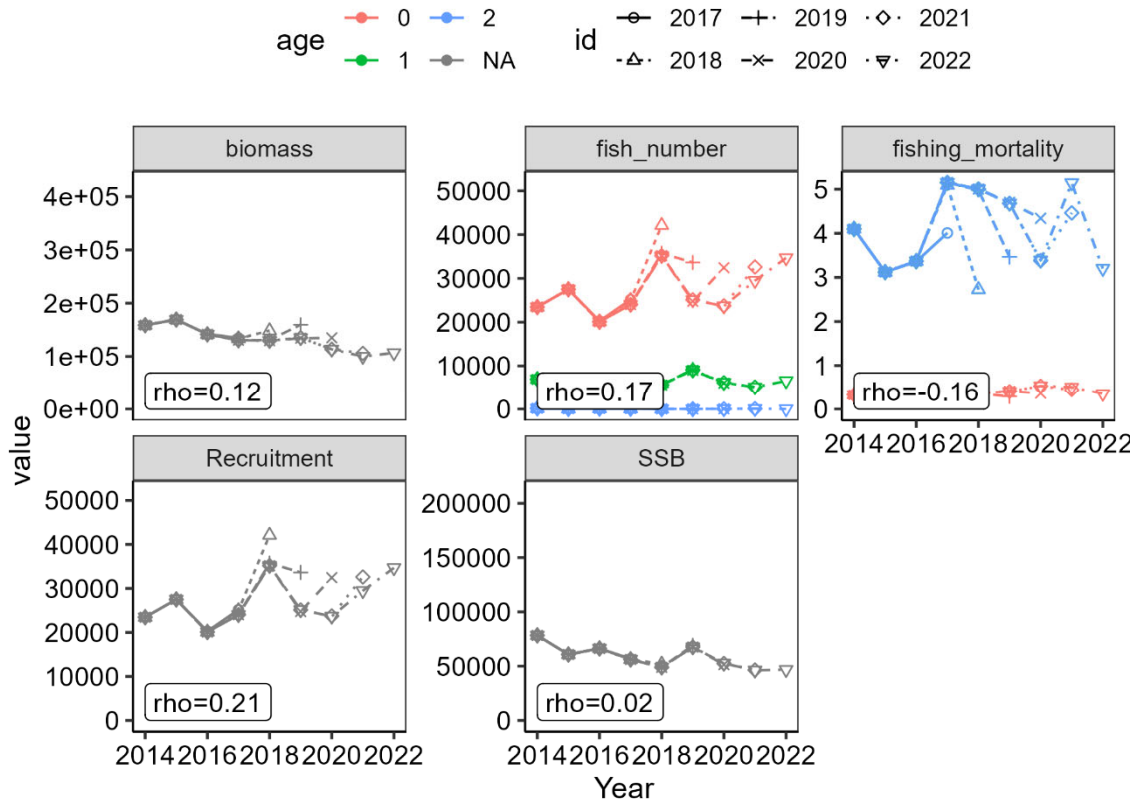 age 0 2 id 2017 2019 2021
1 NA 2018 2020 2022
biomass fish_number fishing_mortality
4e+05
3e+05
2e+05
1e+05
0e+00
rho=0.12
50000
40000
30000
20000
10000
0
rho=0.17
5
4
3
2
1
0
rho=-0.16
2014 2016 2018 2020 2022
value
Recruitment SSB
50000
40000
30000
20000
10000
0
rho=0.21
2014 2016 2018 2020 2022
200000
150000
100000
50000
0
rho=0.02
2014 2016 2018 2020 2022
Year